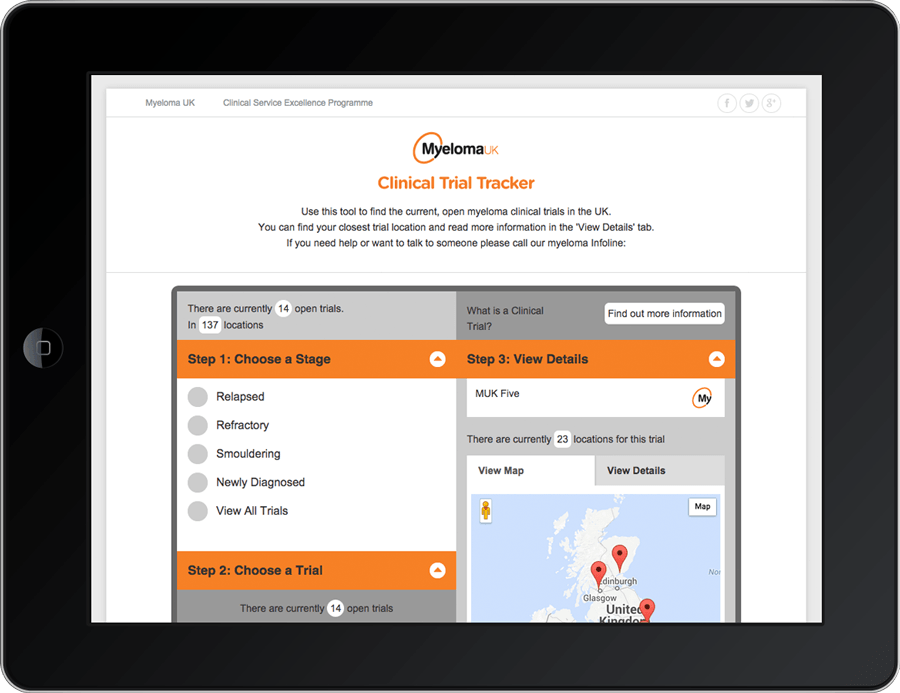 Myeloma UK
Clinical Service Excellence Programme
MyelomaUK
Clinical Trial Tracker
Use this tool to find the current, open myeloma clinical trials in the UK.
You can find your closest trial location and read more information in the 'View Details' tab.
If you need help or want to talk to someone please call our myeloma Infoline:
There are currently 14 open trials.
In 137 locations
What is a Clinical
Trial?
Find out more information
Step 1: Choose a Stage
Relapsed
Refractory
Smouldering
Newly Diagnosed
View All Trials
Step 2: Choose a Trial
There are currently 14 open trials
Step 3: View Details
MUK Five
My
There are currently 23 locations for this trial
View Map
View Details
Map
Edinburgh
Glasgow
Nor
United
Kingdom